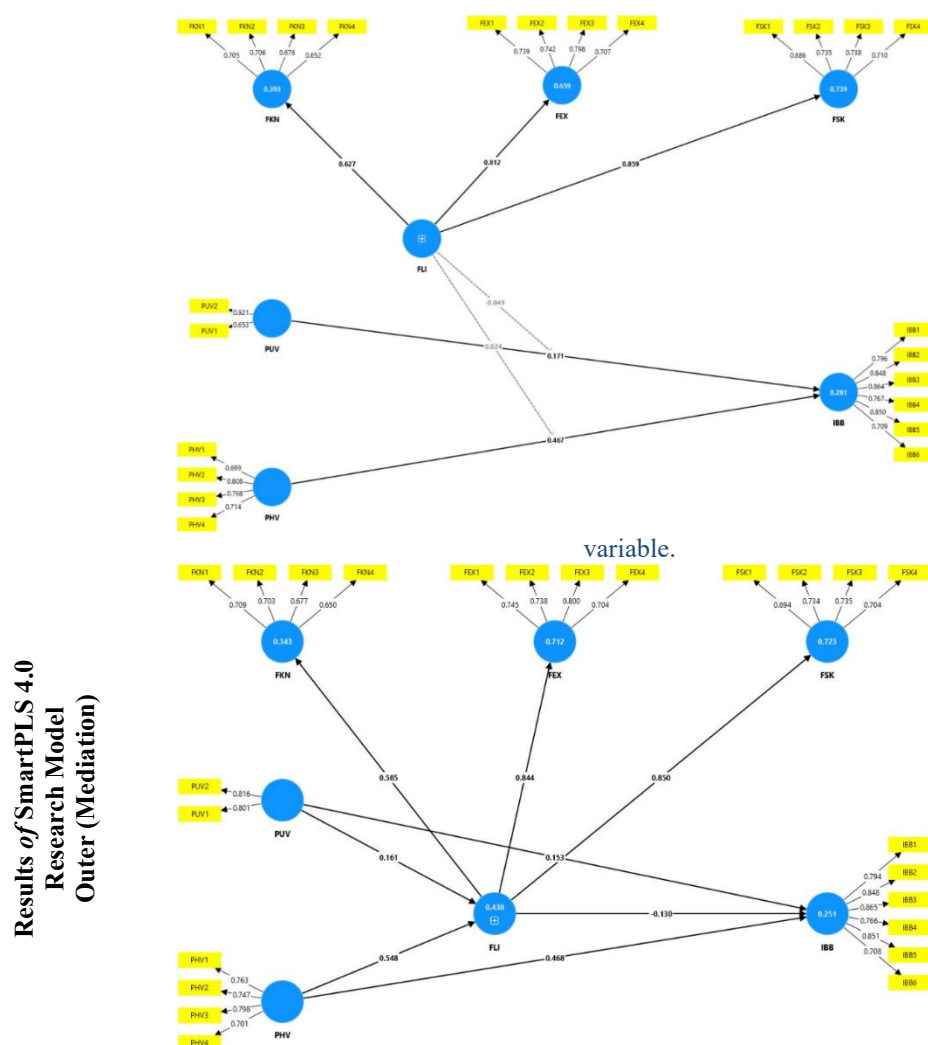 FKN1 FKN2 FKN3 FKN4 FEX1 FEX2 FEX3 FEX4 FSK1 FSK2 FSK3 FSK4
0.705 0.706 0.676 0.652 0.739 0.742 0.798 0.707 0.686 0.735 0.738 0.710
0.393 0.659 0.739
FKN FEX FSK
0.627 0.812 0.859
FLI
-0.049
PUV2 0.921
PUV1 0.653
PUV
0.024 0.171
IBB1
0.796 IBB2
0.848
0.864 IBB3
0.281 0.767 IBB4
0.850 IBB5
IBB 0.709
IBB6
0.467
PHV1
0.699
PHV2 0.808
PHV3 0.768
PHV4 0.714
PHV
variable.
FKN1 FKN2 FKN3 FKN4 FEX1 FEX2 FEX3 FEX4 FSK1 FSK2 FSK3 FSK4
0.709 0.703 0.677 0.650 0.745 0.738 0.800 0.704 0.694 0.734 0.735 0.704
0.343 0.712 0.723
FKN FEX FSK
Results of SmartPLS 4.0
Research Model
Outer (Mediation)
0.585 0.844 0.850
PUV2 0.816
PUV1 0.801
PUV
0.161 0.153
IBB1
0.794 IBB2
0.848
0.865 IBB3
0.438 -0.130 0.251 0.766 IBB4
0.851 IBB5
FLI IBB 0.708
IBB6
0.548 0.468
PHV1
0.763
PHV2 0.747
PHV3 0.798
PHV4 0.701
PHV